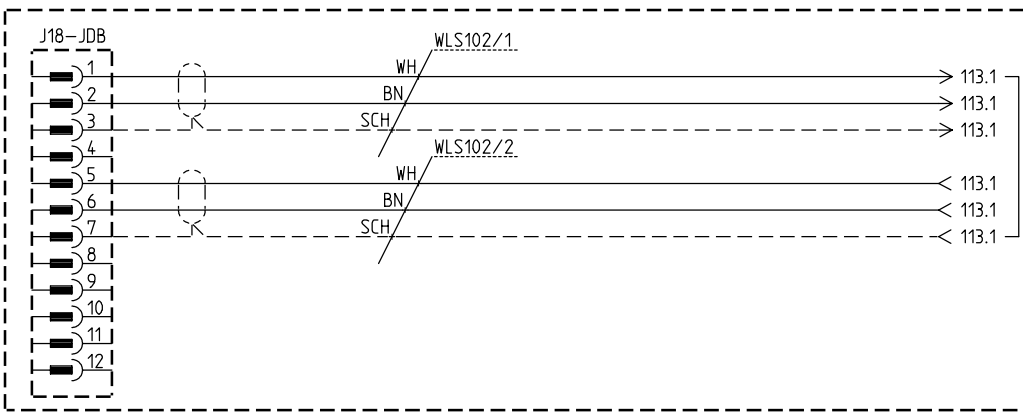 J18-JDB
WLS102/1
1 WH 113.1
2 BN 113.1
3 SCH 113.1
4
WLS102/2
5 WH 113.1
6 BN 113.1
7 SCH 113.1
8
9
10
11
12